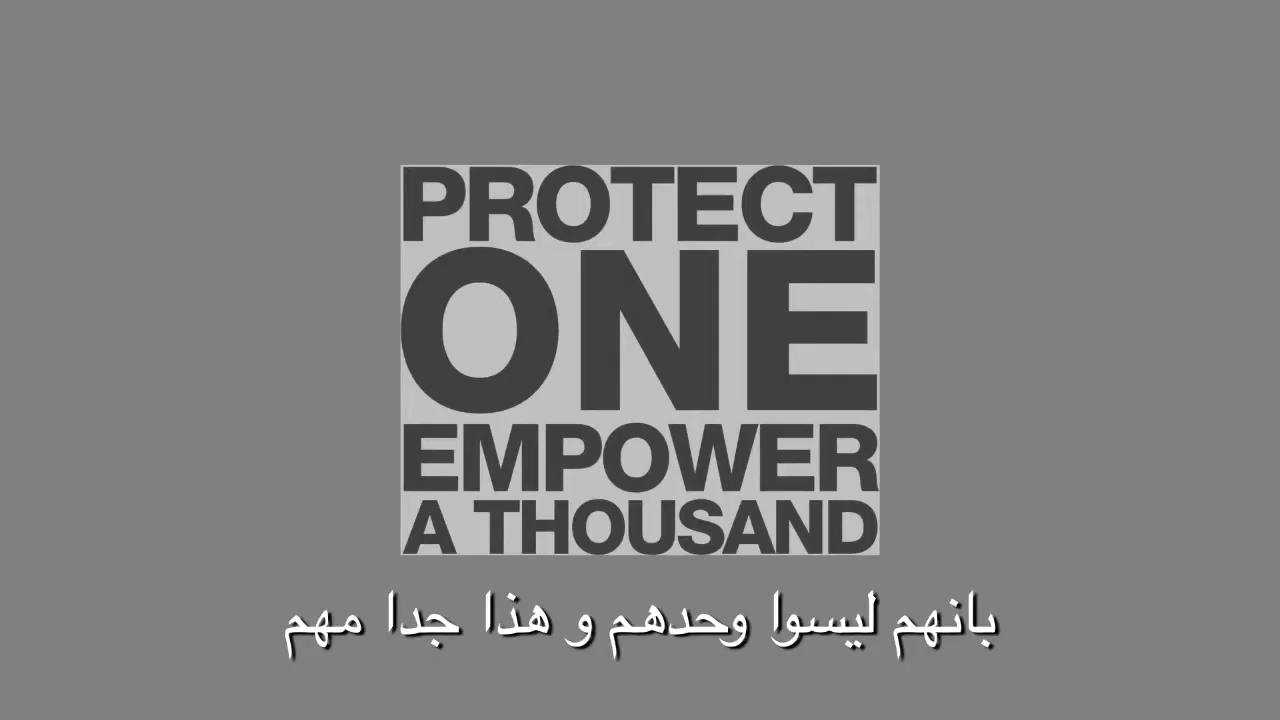 PROTECT
ONE
EMPOWER
A THOUSAND
بانهم ليسوا وحدهم و هذا جدا مهم